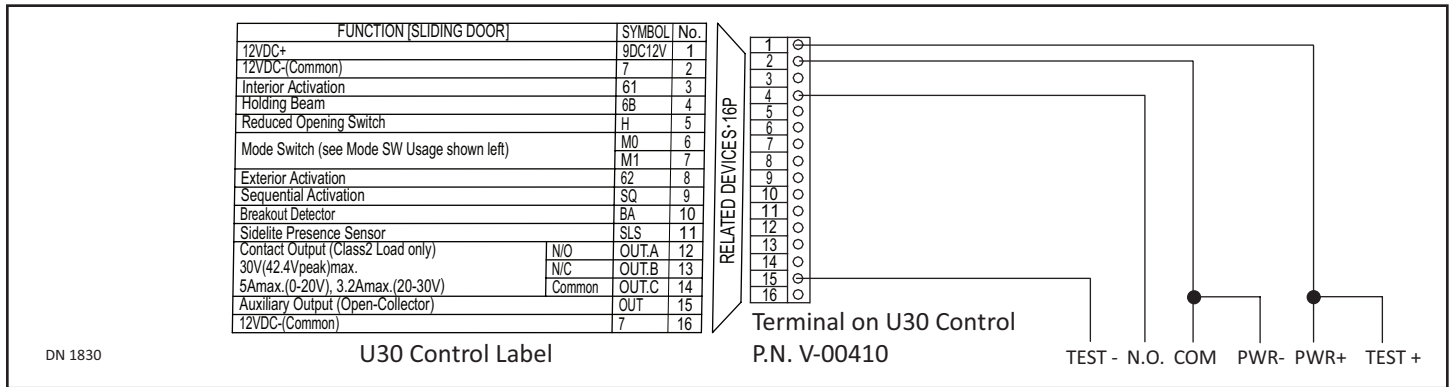 FUNCTION [SLIDING DOOR] SYMBOL No.
12VDC+ 9DC12V 1
12VDC-(Common) 7 2
Interior Activation 61 3
Holding Beam 6B 4
Reduced Opening Switch H 5
Mode Switch (see Mode SW Usage shown left) M0 6
M1 7
Exterior Activation 62 8
Sequential Activation SQ 9
Breakout Detector BA 10
Sidelite Presence Sensor SLS 11
Contact Output (Class2 Load only) N/O OUT.A 12
30V(42.4Vpeak)max. N/C OUT.B 13
5Amax.(0-20V), 3.2Amax.(20-30V) Common OUT.C 14
Auxiliary Output (Open-Collector) OUT 15
12VDC-(Common) 7 16
RELATED DEVICES·16P
1
2
3
4
5
6
7
8
9
10
11
12
13
14
15
16
Terminal on U30 Control
P.N. V-00410
U30 Control Label
DN 1830
TEST - N.O. COM PWR- PWR+ TEST +